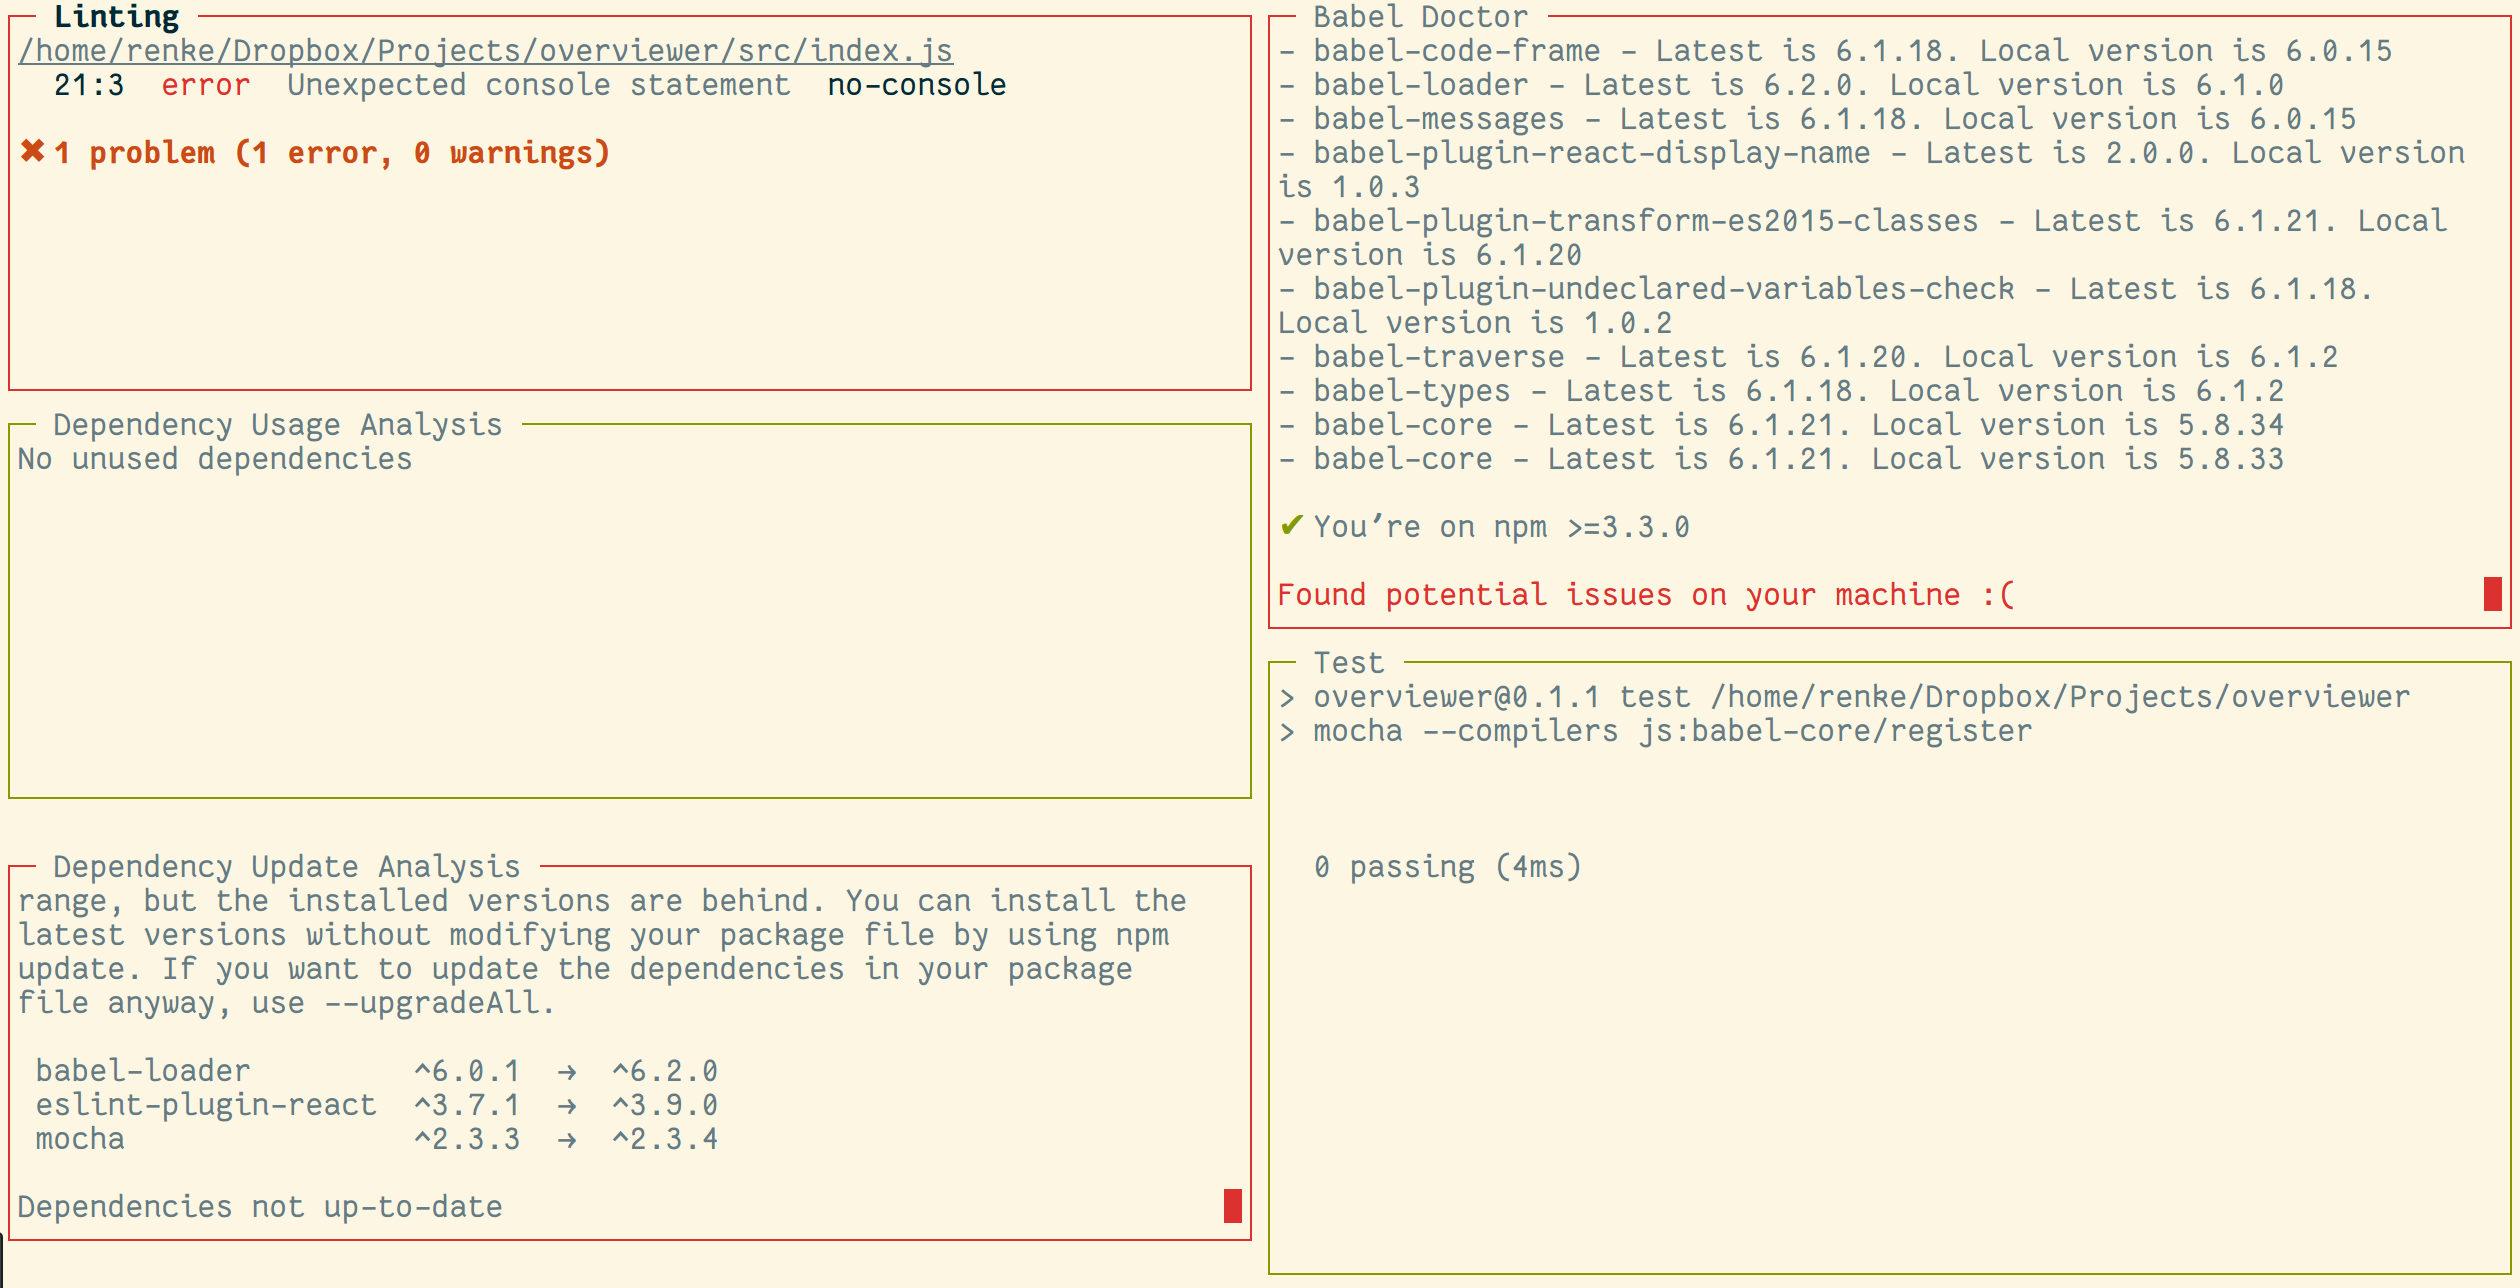 Linting
/home/renke/Dropbox/Projects/overviewer/src/index.js
21:3 error Unexpected console statement no-console
✖ 1 problem (1 error, 0 warnings)
Dependency Usage Analysis
No unused dependencies
Dependency Update Analysis
range, but the installed versions are behind. You can install the
latest versions without modifying your package file by using npm
update. If you want to update the dependencies in your package
file anyway, use --upgradeAll.
babel-loader ^6.0.1 → ^6.2.0
eslint-plugin-react ^3.7.1 → ^3.9.0
mocha ^2.3.3 → ^2.3.4
Dependencies not up-to-date
Babel Doctor
- babel-code-frame - Latest is 6.1.18. Local version is 6.0.15
- babel-loader - Latest is 6.2.0. Local version is 6.1.0
- babel-messages - Latest is 6.1.18. Local version is 6.0.15
- babel-plugin-react-display-name - Latest is 2.0.0. Local version
is 1.0.3
- babel-plugin-transform-es2015-classes - Latest is 6.1.21. Local
version is 6.1.20
- babel-plugin-undeclared-variables-check - Latest is 6.1.18.
Local version is 1.0.2
- babel-traverse - Latest is 6.1.20. Local version is 6.1.2
- babel-types - Latest is 6.1.18. Local version is 6.1.2
- babel-core - Latest is 6.1.21. Local version is 5.8.34
- babel-core - Latest is 6.1.21. Local version is 5.8.33
✔ You’re on npm >=3.3.0
Found potential issues on your machine :(
Test
> overviewer@0.1.1 test /home/renke/Dropbox/Projects/overviewer
> mocha --compilers js:babel-core/register
0 passing (4ms)